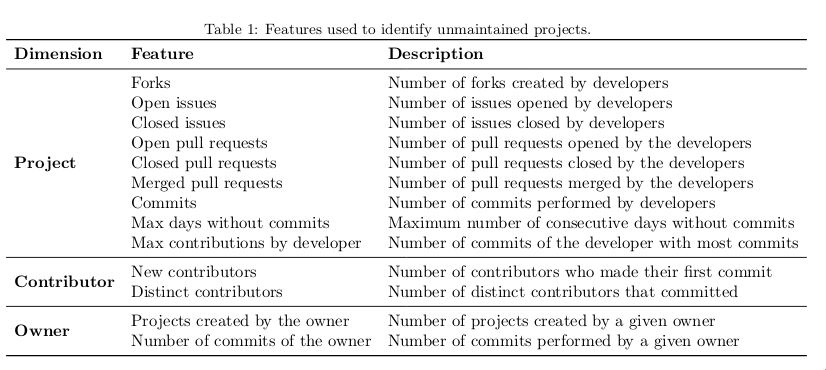 Table 1: Features used to identify unmaintained projects.
Dimension Feature Description
Forks Number of forks created by developers
Open issues Number of issues opened by developers
Closed issues Number of issues closed by developers
Open pull requests Number of pull requests opened by the developers
Project Closed pull requests Number of pull requests closed by the developers
Merged pull requests Number of pull requests merged by the developers
Commits Number of commits performed by developers
Max days without commits Maximum number of consecutive days without commits
Max contributions by developer Number of commits of the developer with most commits
Contributor
New contributors Number of contributors who made their first commit
Distinct contributors Number of distinct contributors that committed
Owner
Projects created by the owner Number of projects created by a given owner
Number of commits of the owner Number of commits performed by a given owner